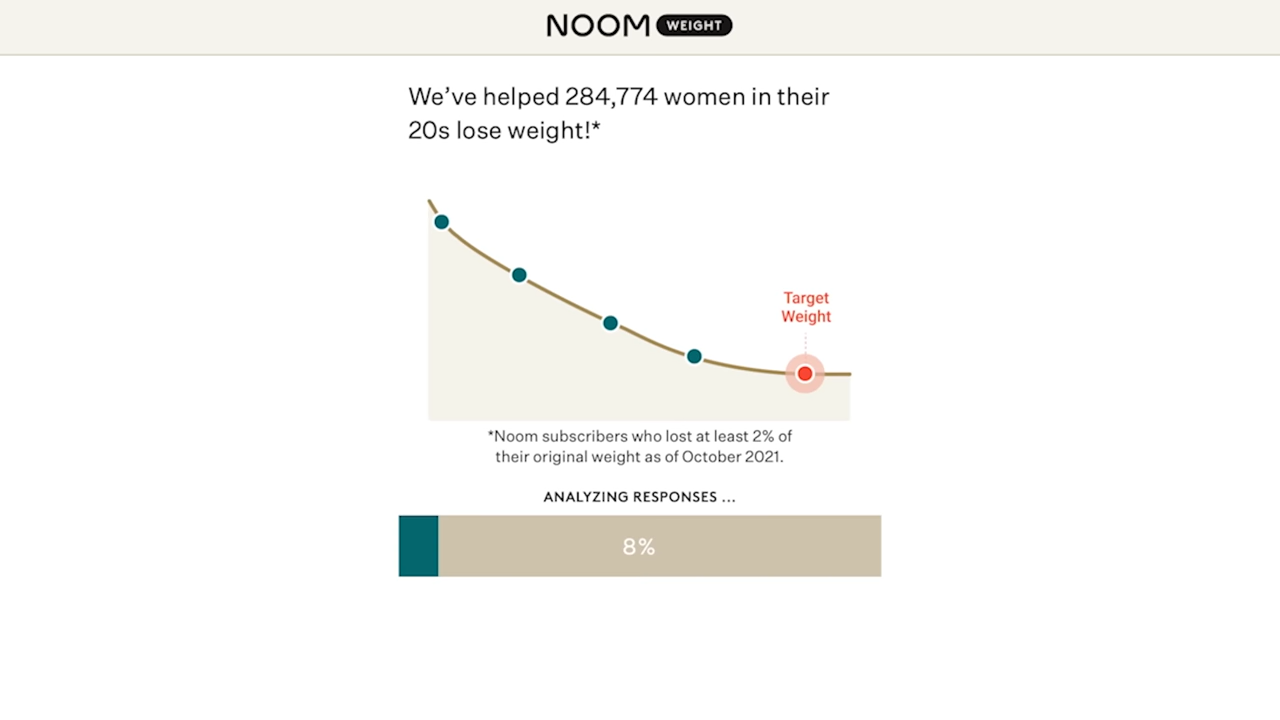 NOOM WEIGHT
We’ve helped 284,774 women in their
20s lose weight!*
Target
Weight
*Noom subscribers who lost at least 2% of
their original weight as of October 2021.
ANALYZING RESPONSES ...
8%